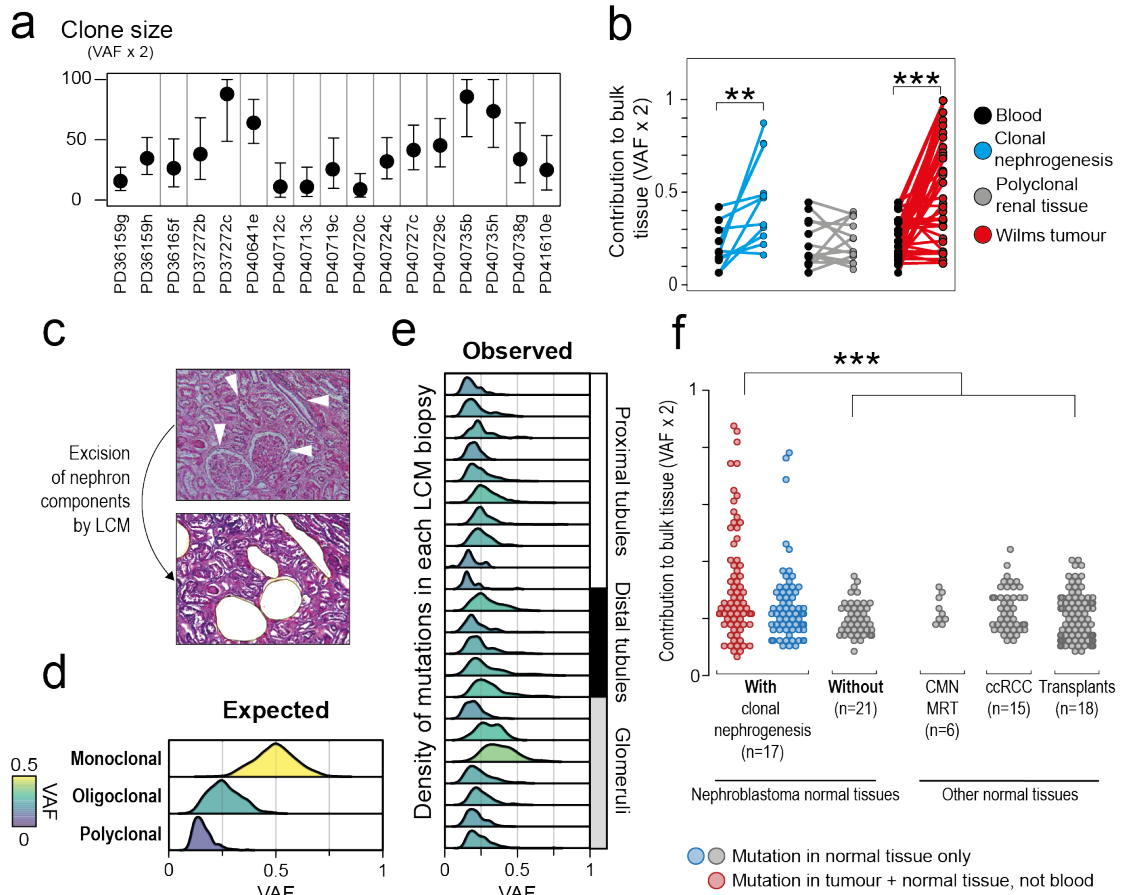 a
Clone size
(VAF x 2)
100
50
0
PD36159g
PD36159h
PD36165f
PD37272b
PD37272c
PD40641e
PD40712c
PD40713c
PD40719c
PD40720c
PD40724c
PD40727c
PD40729c
PD40735b
PD40735h
PD40738g
PD41610e
b
Contribution to bulk
tissue (VAF x 2)
1
0.5
0
**
***
Blood
Clonal
nephrogenesis
Polyclonal
renal tissue
Wilms tumour
c
Excision
of nephron
components
by LCM
d
Expected
Monoclonal
Oligoclonal
Polyclonal
0.5
0
VAF
0
0.5
1
VAF
e
Observed
Density of mutations in each LCM biopsy
Proximal tubules
Distal tubules
Glomeruli
0
0.5
1
VAF
f
Contribution to bulk tissue (VAF x 2)
1
0
***
With
clonal
nephrogenesis
(n=17)
Without
(n=21)
CMN
MRT
(n=6)
ccRCC
(n=15)
Transplants
(n=18)
Nephroblastoma normal tissues
Other normal tissues
Mutation in normal tissue only
Mutation in tumour + normal tissue, not blood